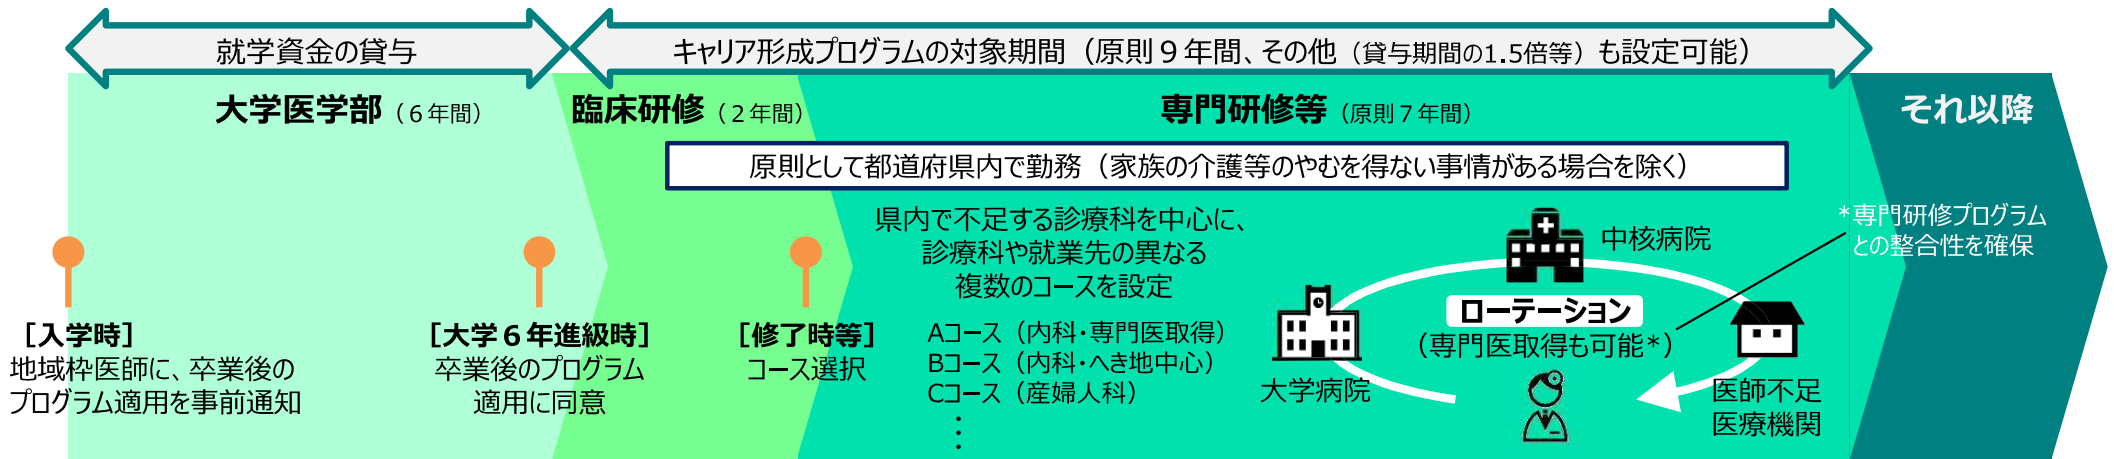 就学資金の貸与
キャリア形成プログラムの対象期間（原則９年間、その他（貸与期間の1.5倍等）も設定可能）
大学医学部（６年間）
臨床研修（２年間）
専門研修等（原則７年間）
それ以降
原則として都道府県内で勤務（家族の介護等のやむを得ない事情がある場合を除く）
［入学時］
地域枠医師に、卒業後の
プログラム適用を事前通知
［大学６年進級時］
卒業後のプログラム
適用に同意
［修了時等］
コース選択
県内で不足する診療科を中心に、
診療科や就業先の異なる
複数のコースを設定
Aコース（内科・専門医取得）
Bコース（内科・へき地中心）
Cコース（産婦人科）
⋮
中核病院
ローテーション
（専門医取得も可能*）
大学病院
医師不足
医療機関
*専門研修プログラム
との整合性を確保